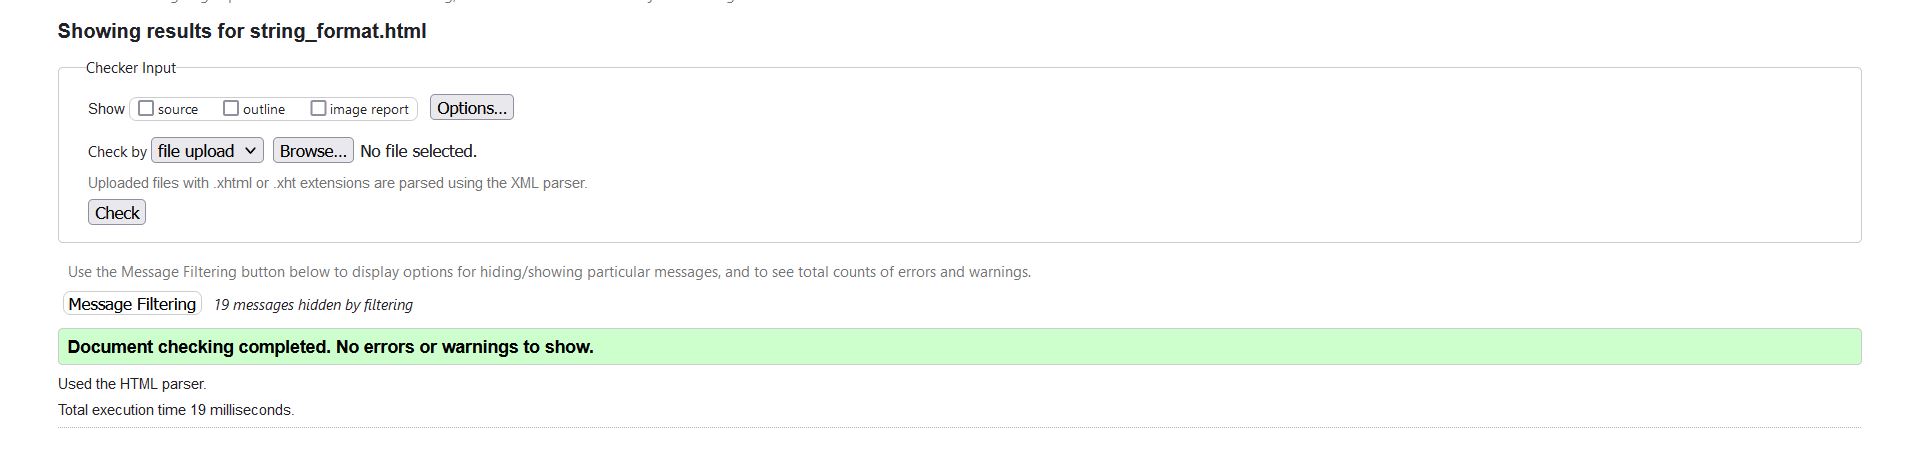 Showing results for string_format.html
Checker Input
Show source outline image report Options...
Check by file upload Browse... No file selected.
Uploaded files with .xhtml or .xht extensions are parsed using the XML parser.
Check
Use the Message Filtering button below to display options for hiding/showing particular messages, and to see total counts of errors and warnings.
Message Filtering 19 messages hidden by filtering
Document checking completed. No errors or warnings to show.
Used the HTML parser.
Total execution time 19 milliseconds.